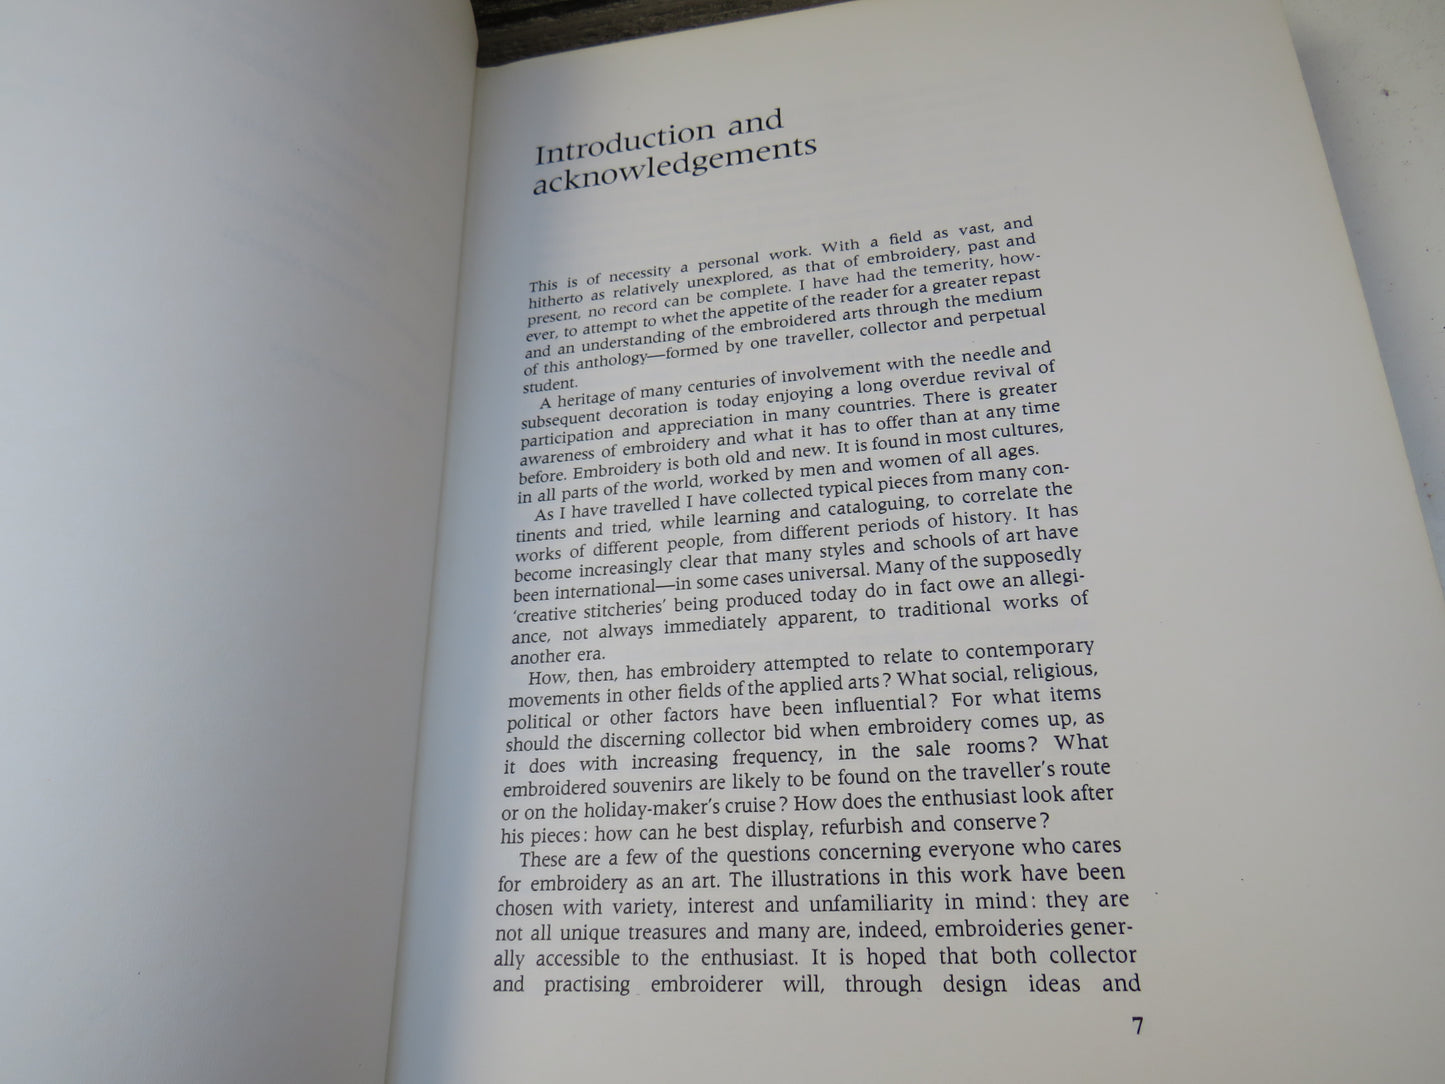 Introduction and
acknowledgements
This is of necessity a personal work. With a field as vast, and
hitherto as relatively unexplored, as that of embroidery, past and
present, no record can be complete. I have had the temerity, how-
ever, to attempt to whet the appetite of the reader for a greater repast
and an understanding of the embroidered arts through the medium
of this anthology—formed by one traveller, collector and perpetual
student.
A heritage of many centuries of involvement with the needle and
subsequent decoration is today enjoying a long overdue revival of
participation and appreciation in many countries. There is greater
awareness of embroidery and what it has to offer than at any time
before. Embroidery is both old and new. It is found in most cultures,
in all parts of the world, worked by men and women of all ages.
As I have travelled I have collected typical pieces from many con-
tinents and tried, while learning and cataloguing, to correlate the
works of different people, from different periods of history. It has
become increasingly clear that many styles and schools of art have
been international—in some cases universal. Many of the supposedly
‘creative stitcheries’ being produced today do in fact owe an allegi-
ance, not always immediately apparent, to traditional works of
another era.
How, then, has embroidery attempted to relate to contemporary
movements in other fields of the applied arts? What social, religious,
political or other factors have been influential? For what items
should the discerning collector bid when embroidery comes up, as
it does with increasing frequency, in the sale rooms? What
embroidered souvenirs are likely to be found on the traveller's route
or on the holiday-maker's cruise? How does the enthusiast look after
his pieces: how can he best display, refurbish and conserve?
These are a few of the questions concerning everyone who cares
for embroidery as an art. The illustrations in this work have been
chosen with variety, interest and unfamiliarity in mind: they are
not all unique treasures and many are, indeed, embroideries gener-
ally accessible to the enthusiast. It is hoped that both collector
and practising embroiderer will, through design ideas and
7